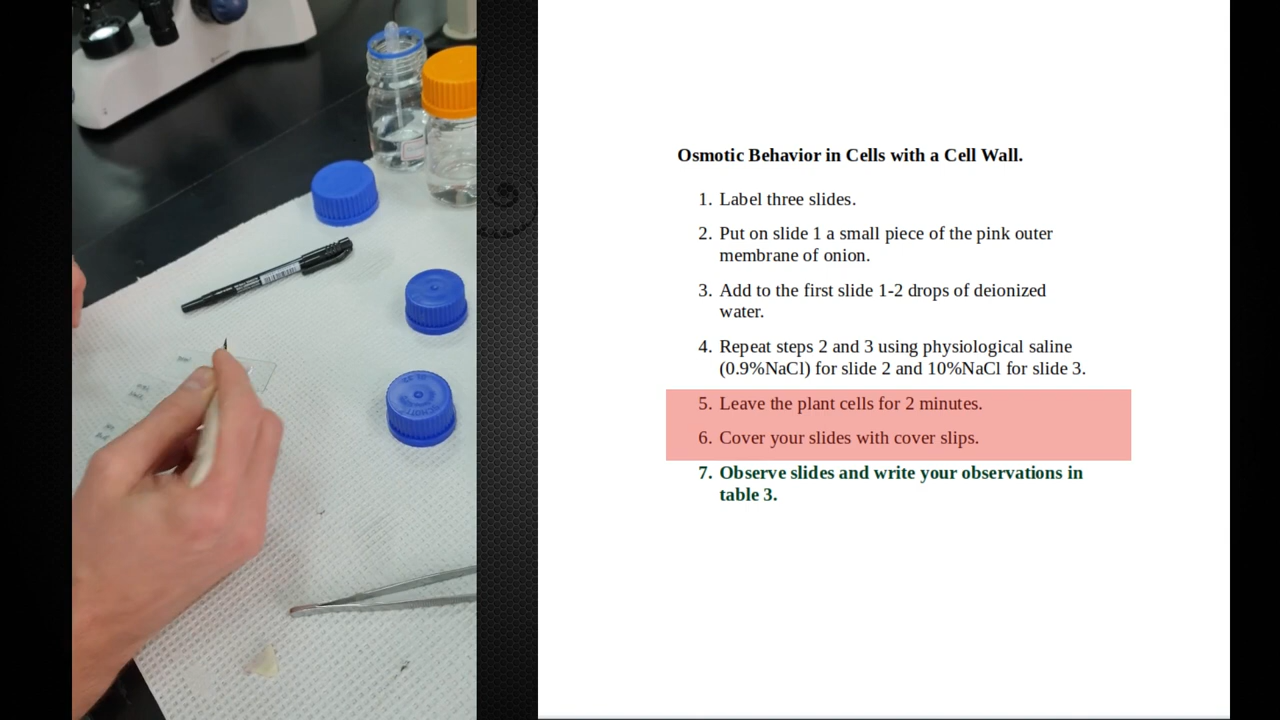 Osmotic Behavior in Cells with a Cell Wall.
1. Label three slides.
2. Put on slide 1 a small piece of the pink outer
membrane of onion.
3. Add to the first slide 1-2 drops of deionized
water.
4. Repeat steps 2 and 3 using physiological saline
(0.9%NaCl) for slide 2 and 10%NaCl for slide 3.
5. Leave the plant cells for 2 minutes.
6. Cover your slides with cover slips.
7. Observe slides and write your observations in
table 3.